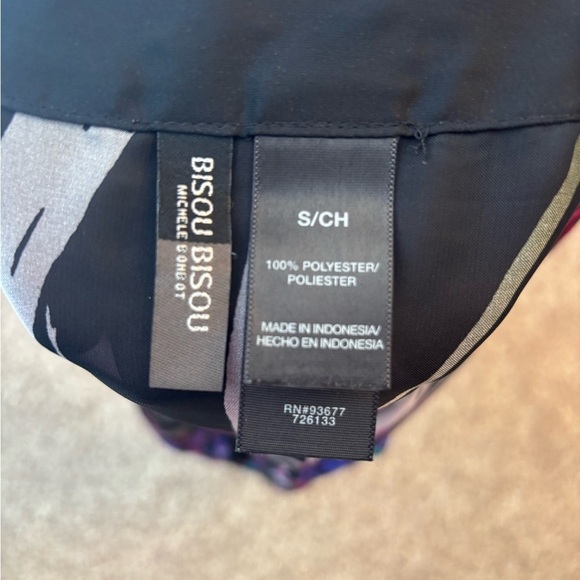 BISOU BISOU
MICHELE BOHBOT
S/CH
100% POLYESTER/
POLIESTER
MADE IN INDONESIA/
HECHO EN INDONESIA
RN#93677
726133